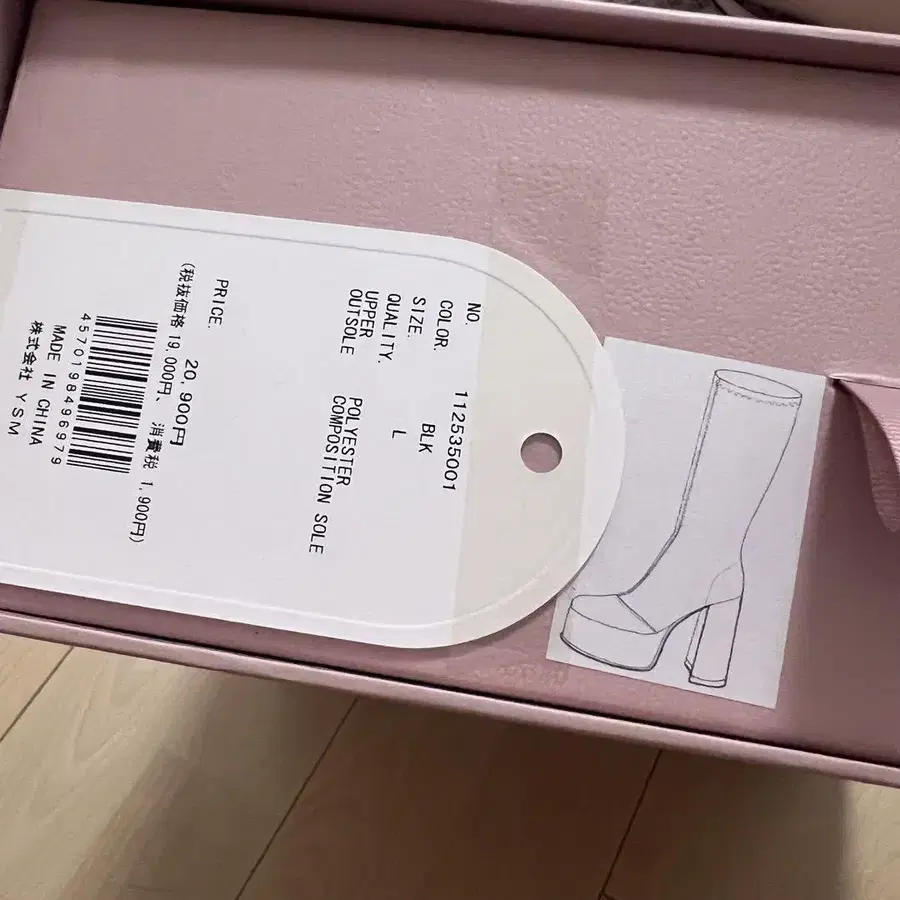 NO. 112535001
COLOR. BLK
SIZE. L
QUALITY.
UPPER POLYESTER
OUTSOLE COMPOSITION SOLE
PRICE. 20,900円
(税抜価格 19,000円、 消費税 1,900円)
4570198496979
MADE IN CHINA
株式会社 YSM